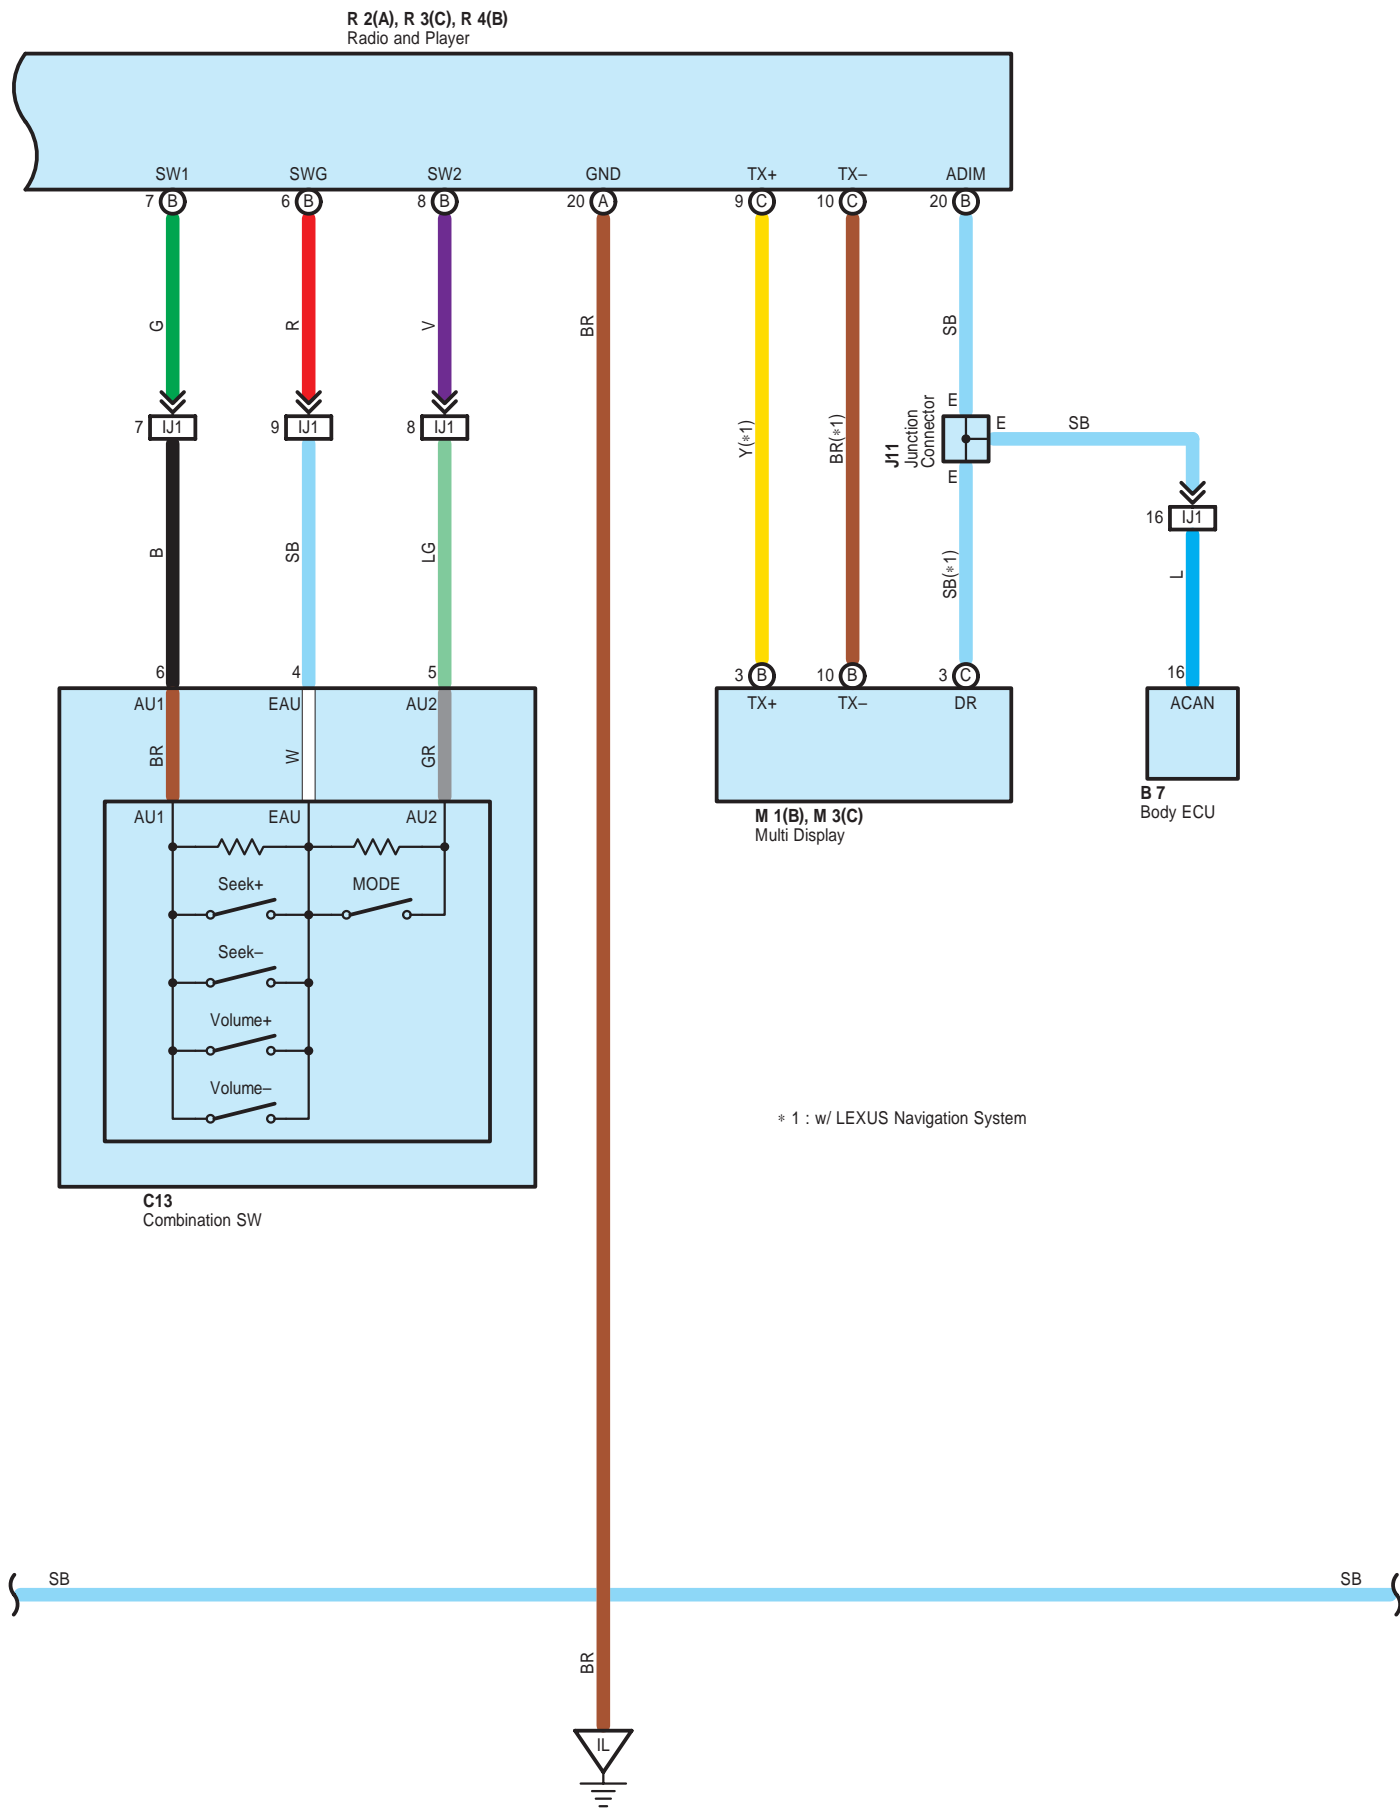 R 2(A), R 3(C), R 4(B)
Radio and Player
SW1 SWG SW2 GND TX+ TX– ADIM
7 B 6 B 8 B 20 A 9 C 10 C 20 B
G R V BR SB
Y(*1) BR(*1)
E
J11
Junction
Connector
E SB
E
7 IJ1 9 IJ1 8 IJ1
16 IJ1
B SB LG SB(*1) L
6 4 5 3 B 10 B 3 C 16
AU1 EAU AU2 TX+ TX– DR ACAN
BR W GR
B 7
Body ECU
M 1(B), M 3(C)
Multi Display
AU1 EAU AU2
Seek+ MODE
Seek–
Volume+
Volume–
* 1 : w/ LEXUS Navigation System
C13
Combination SW
SB SB
BR
IL